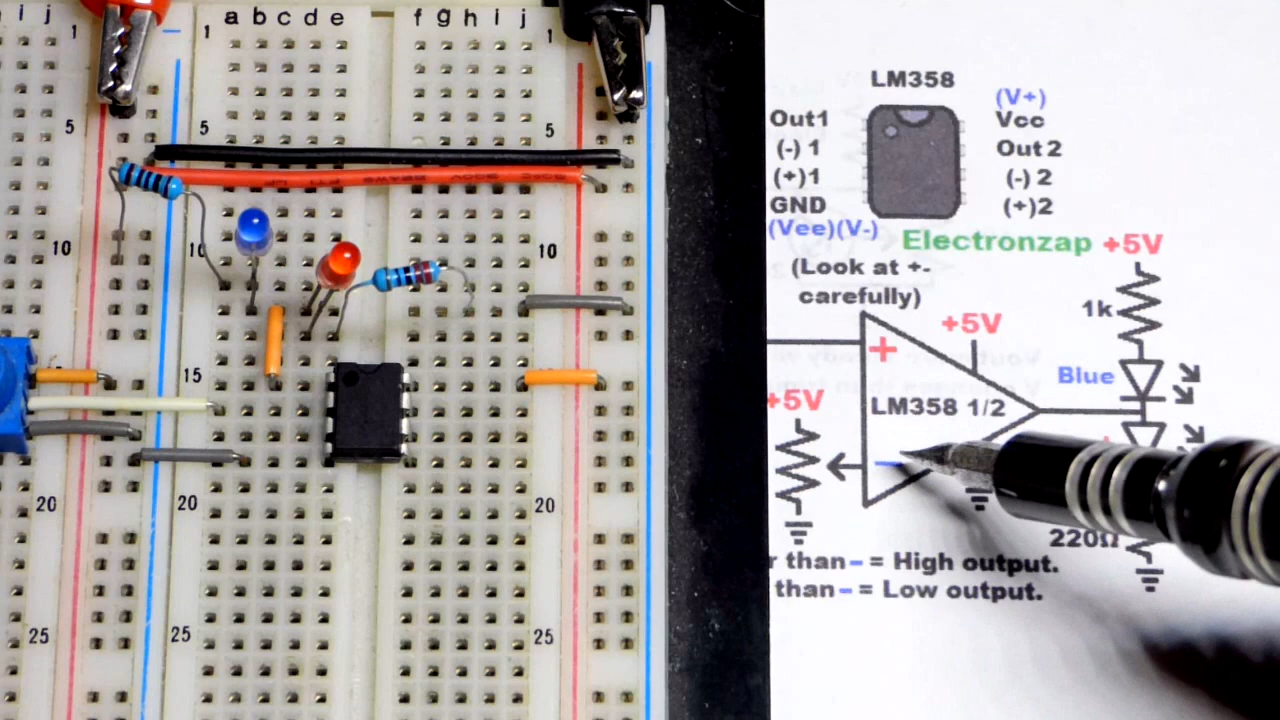 i j
a b c d e
f g h i j
1
1
1
5
5
5
10
10
10
15
20
20
20
25
25
25
LM358
Out1
(-) 1
(+)1
GND
(Vee)(V-)
(V+)
Vcc
Out 2
(-) 2
(+)2
Electronzap +5V
(Look at +-
carefully)
1k
+5V
+
Blue
LM358 1/2
+5V
-
220Ω
r than - = High output.
than - = Low output.